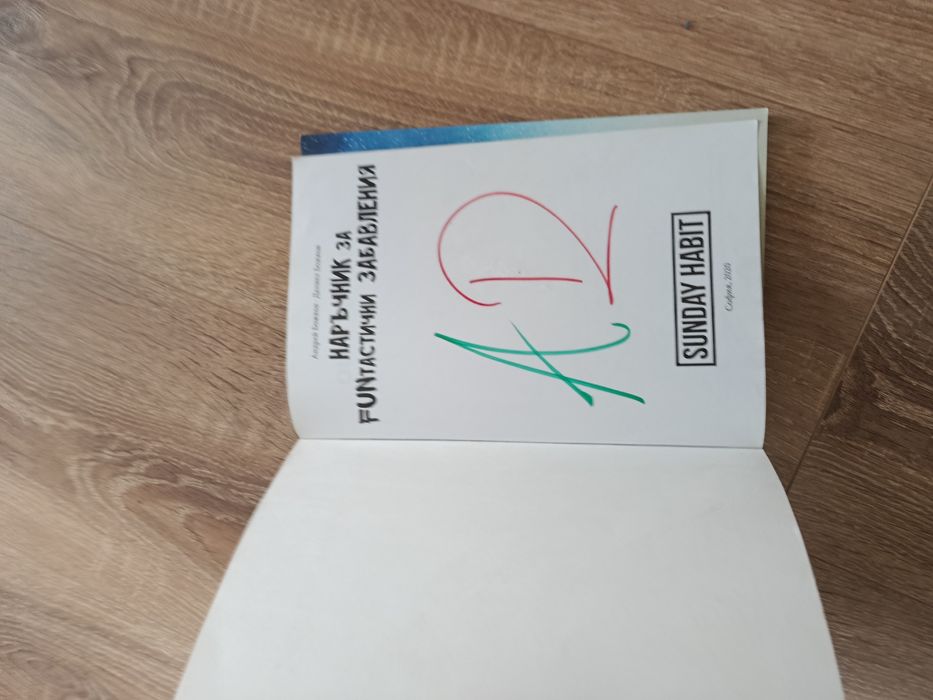 Андрей Божков Даниел Божков
НАРЪЧНИК ЗА
FUNТАСТИЧНИ ЗАБАВЛЕНИЯ
A D
SUNDAY HABIT
София, 2020